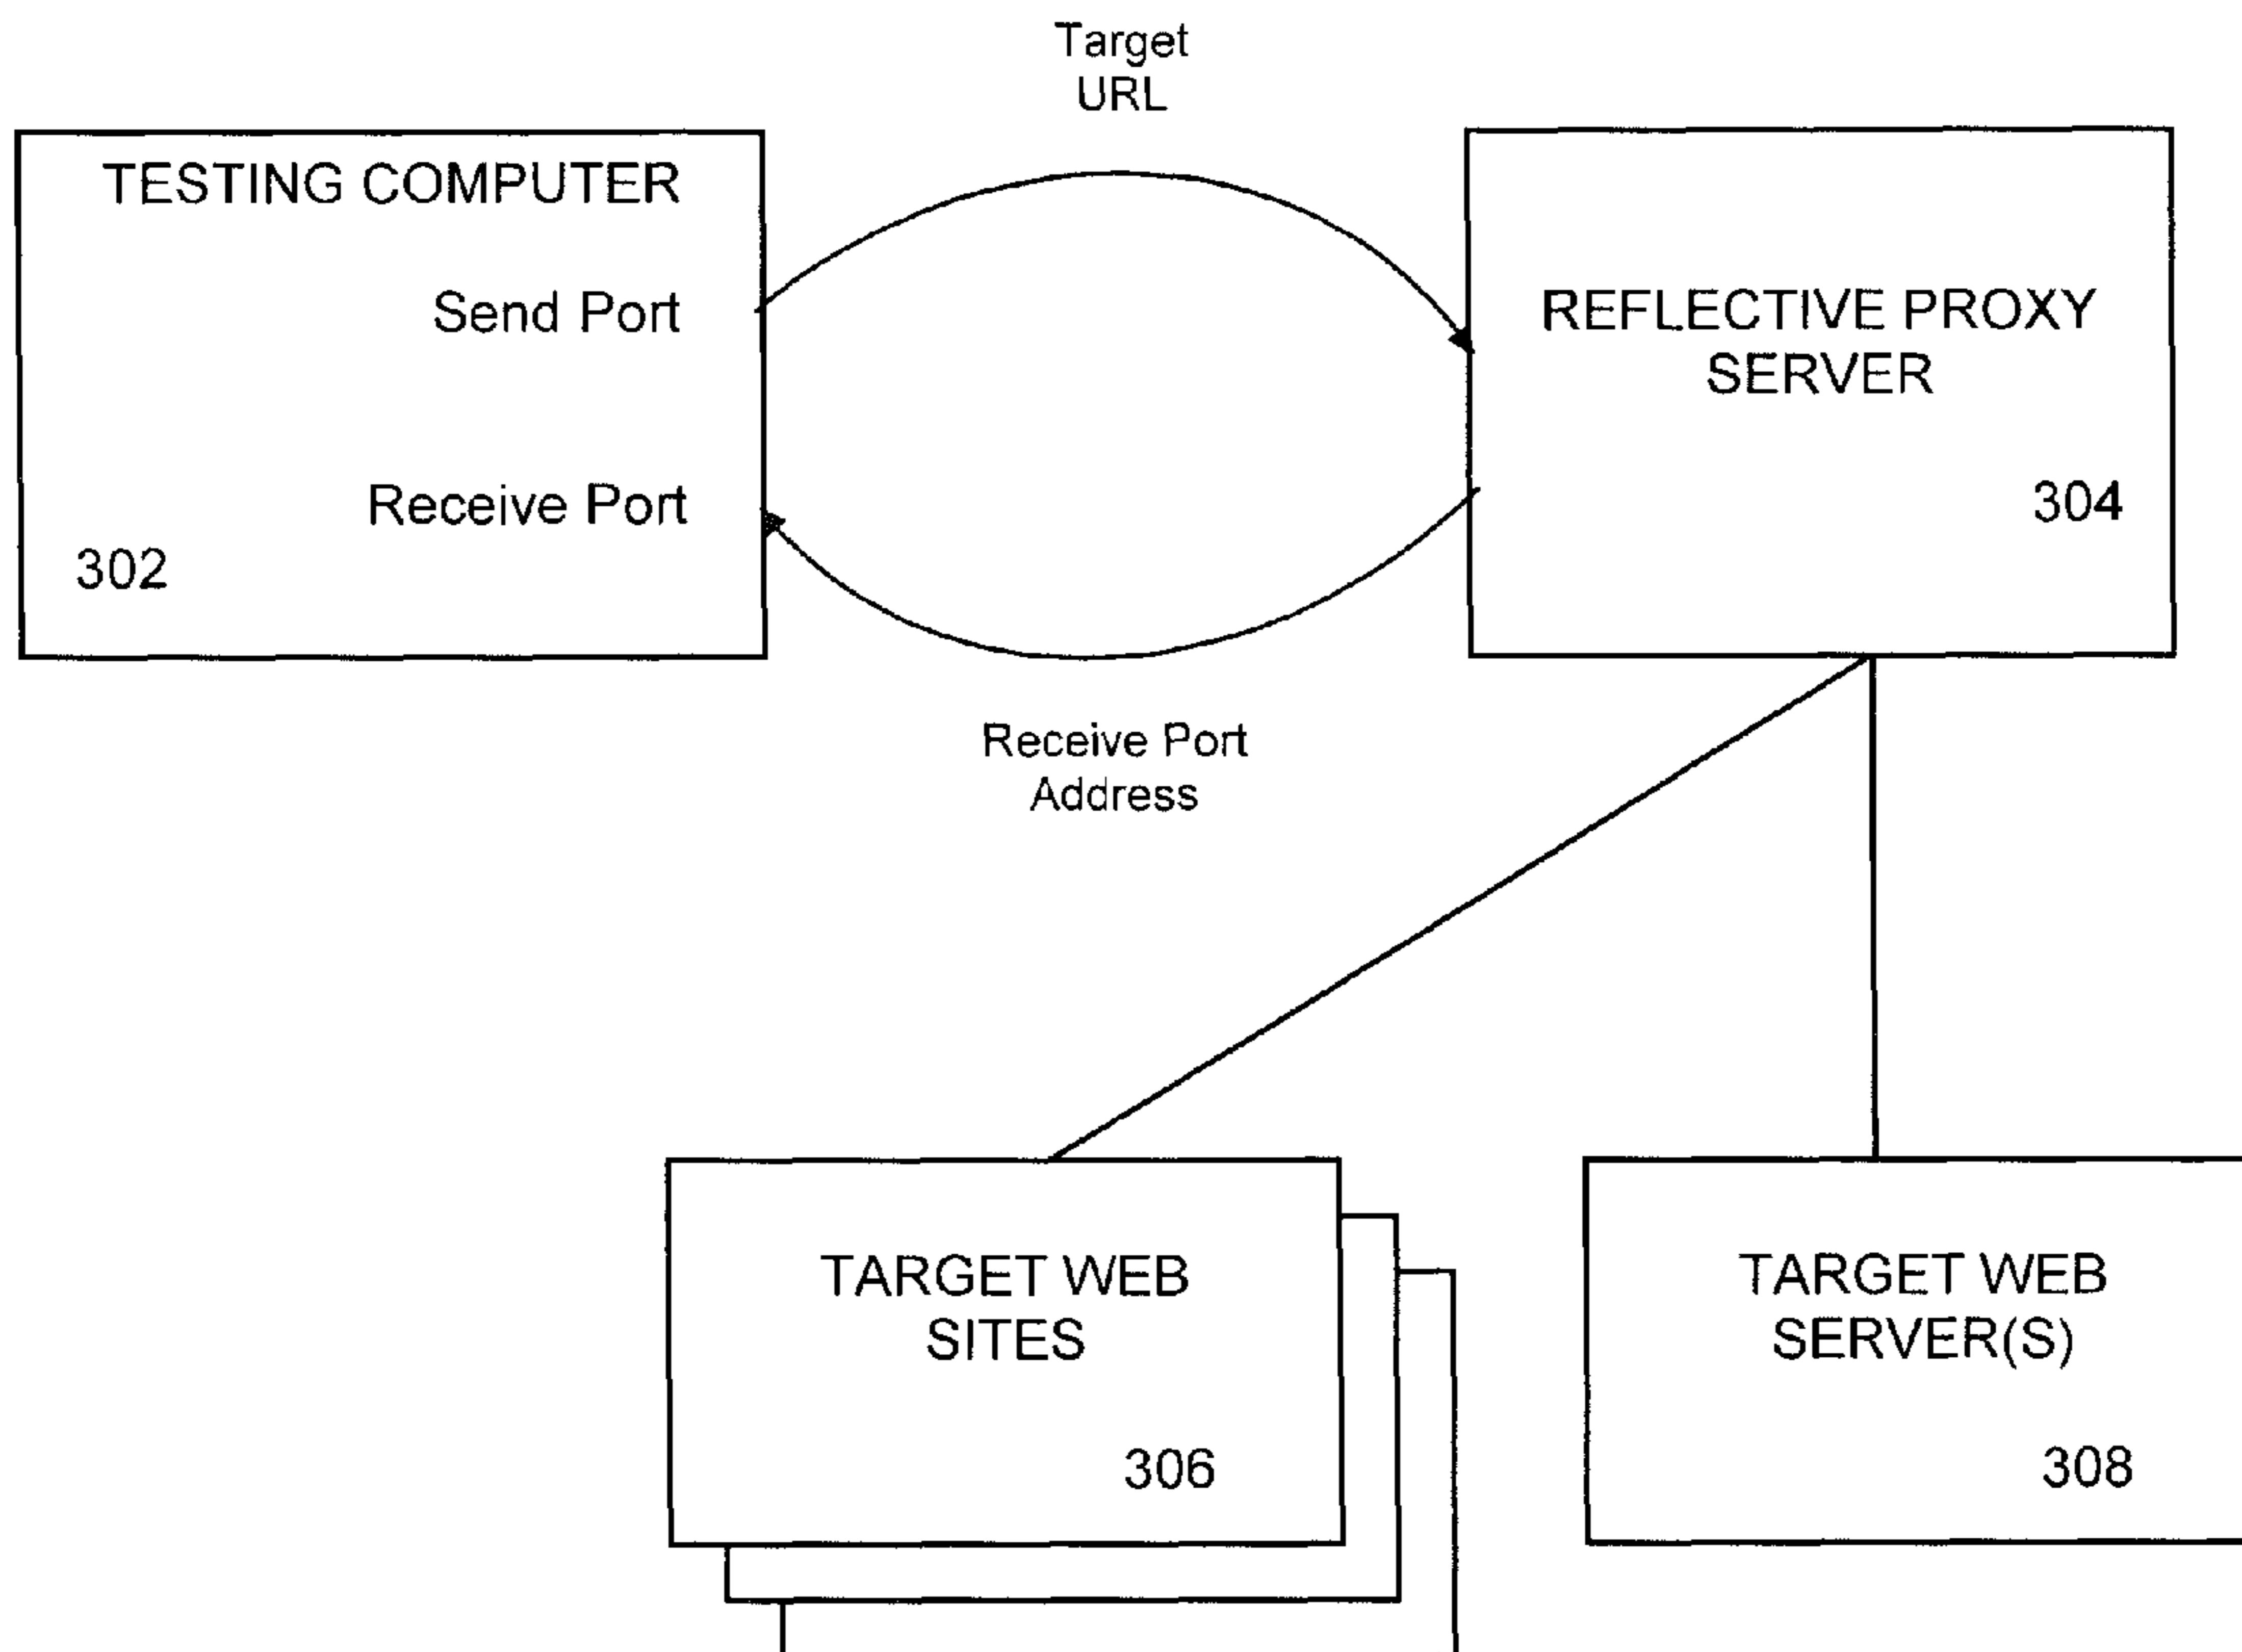 Target
URL
TESTING COMPUTER
Send Port
Receive Port
302
REFLECTIVE PROXY
SERVER
304
Receive Port
Address
TARGET WEB
SITES
306
TARGET WEB
SERVER(S)
308